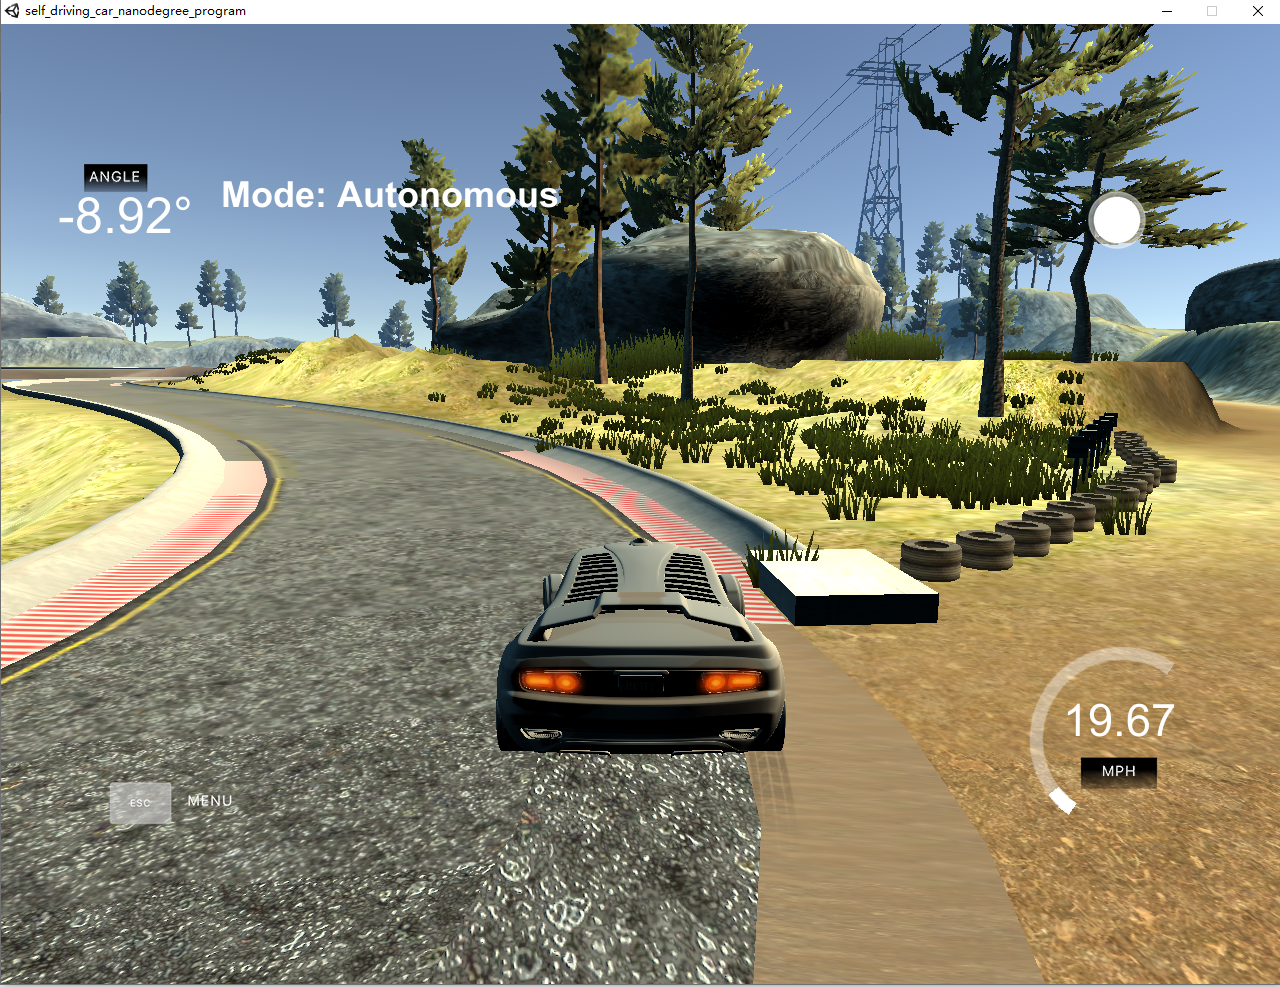 self_driving_car_nanodegree_program
ANGLE
-8.92°
Mode: Autonomous
19.67
MPH
ESC
MENU